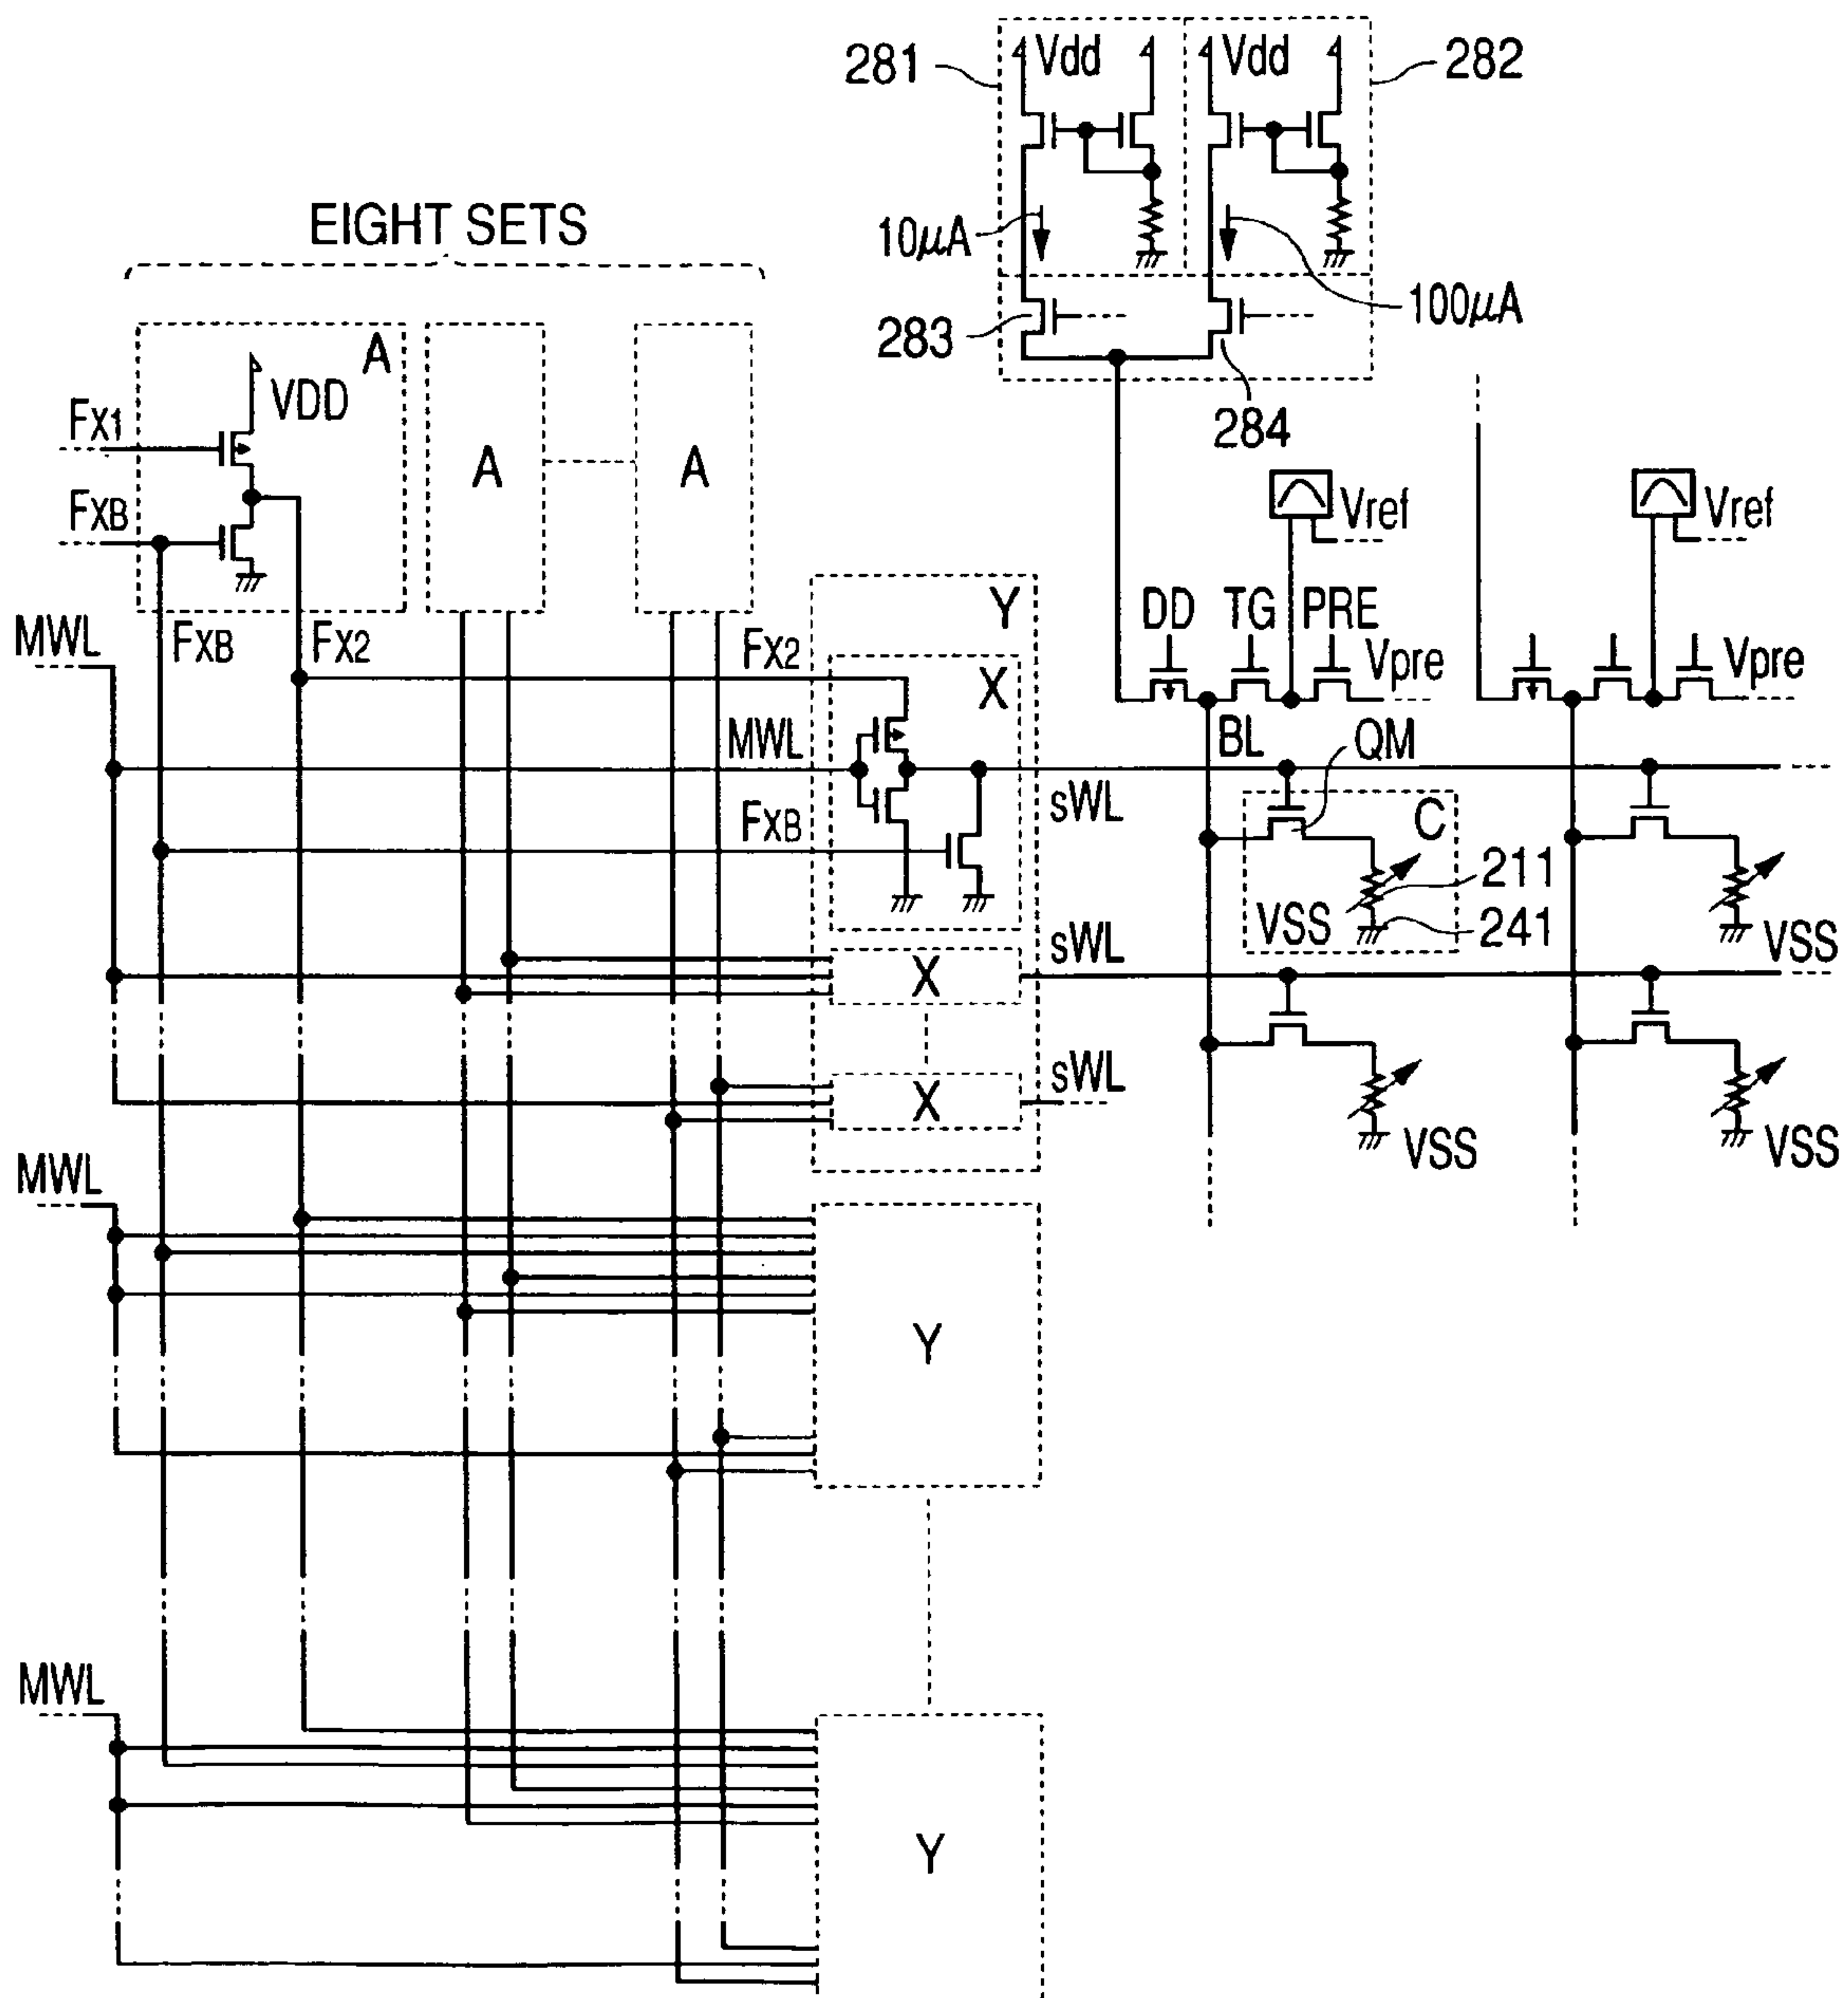 281
Vdd
Vdd
282
EIGHT SETS
10μA
100μA
283
284
A
VDD
FX1
FXB
A
A
Vref
Vref
DD
TG
PRE
Vpre
Vpre
MWL
FXB
FX2
FX2
Y
X
MWL
FXB
BL
QM
sWL
C
211
VSS
241
VSS
X
sWL
X
sWL
VSS
VSS
MWL
Y
MWL
Y